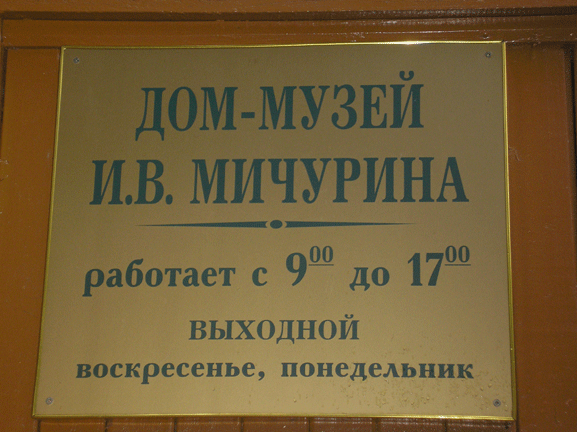 ДОМ-МУЗЕЙ
И.В. МИЧУРИНА
работает с 9⁰⁰ до 17⁰⁰
ВЫХОДНОЙ
воскресенье, понедельник